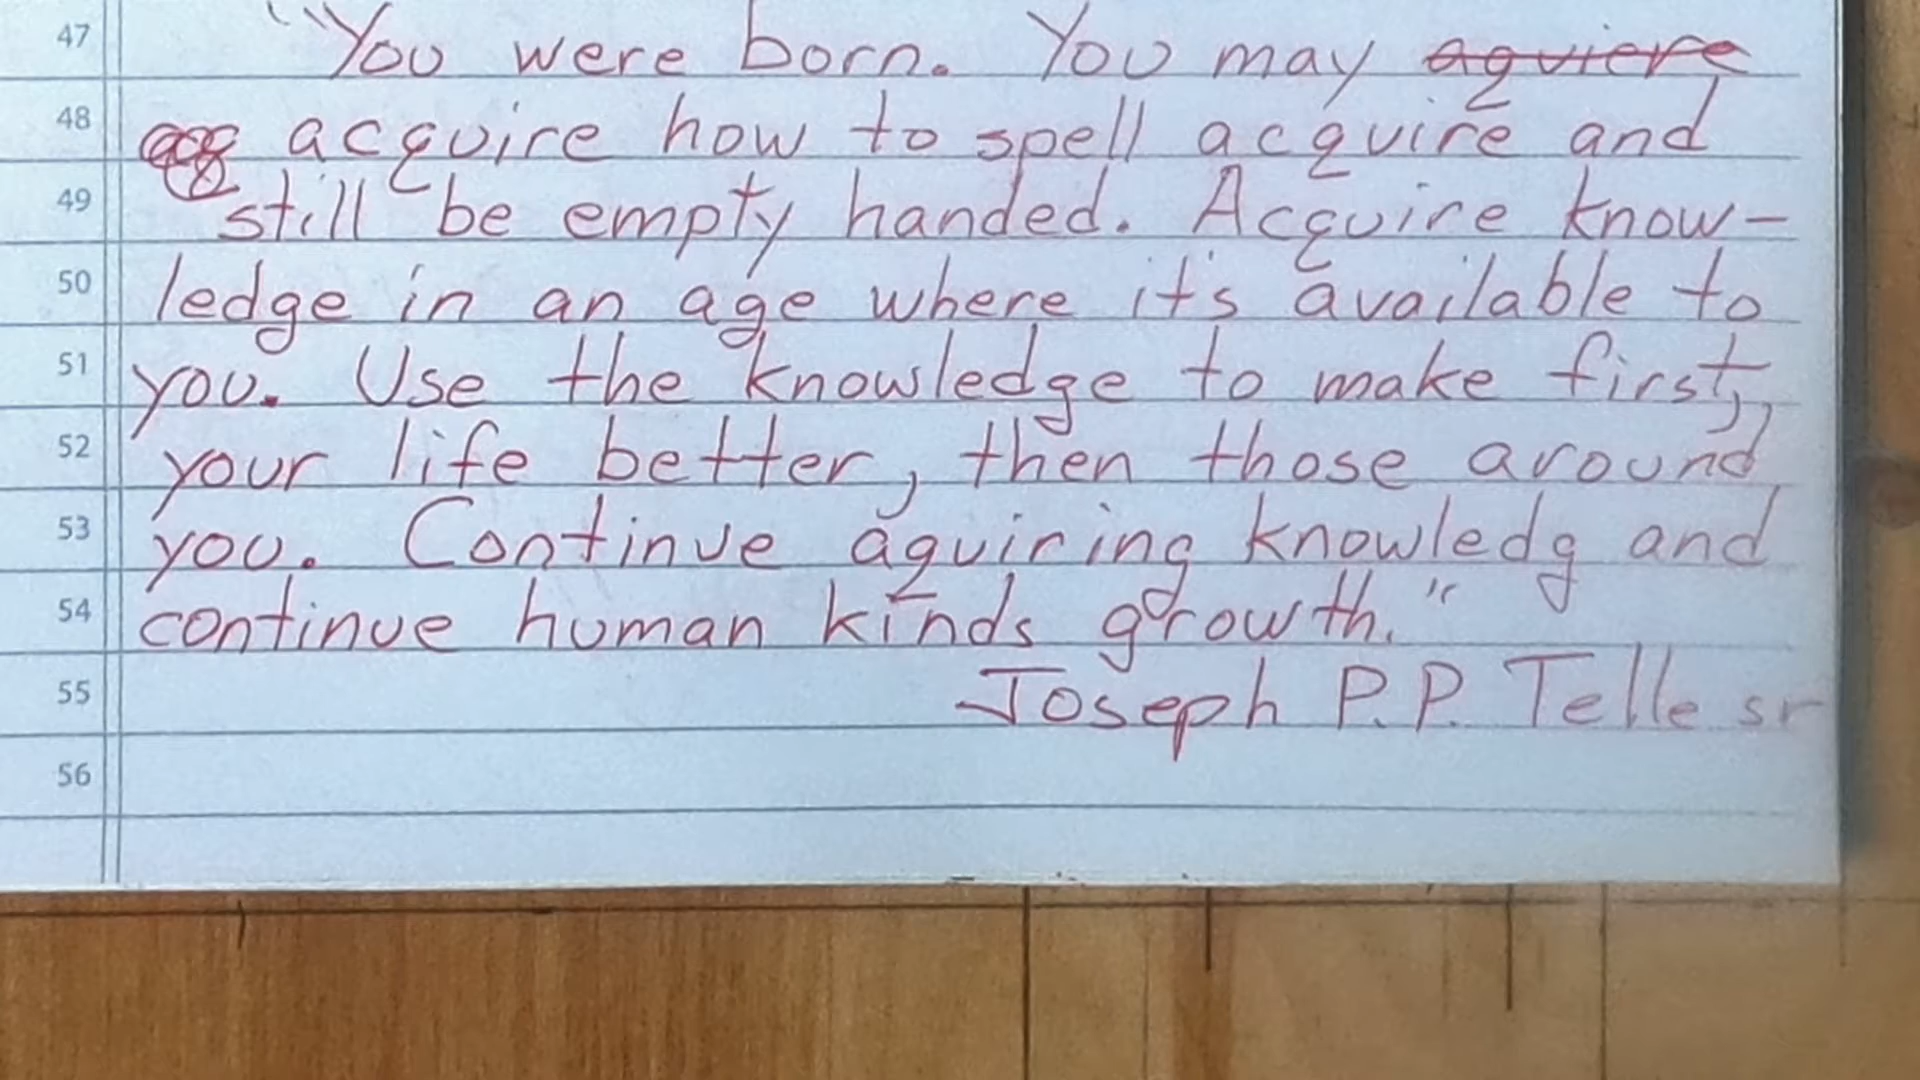 47 "You were born. You may aquiere
48 acquire how to spell acquire and
49 still be empty handed. Acquire know-
50 ledge in an age where it's available to
51 you. Use the knowledge to make first,
52 your life better, then those around
53 you. Continue aquiring knowledg and
54 continue human kinds growth."
55 Joseph P.P. Telle sr
56